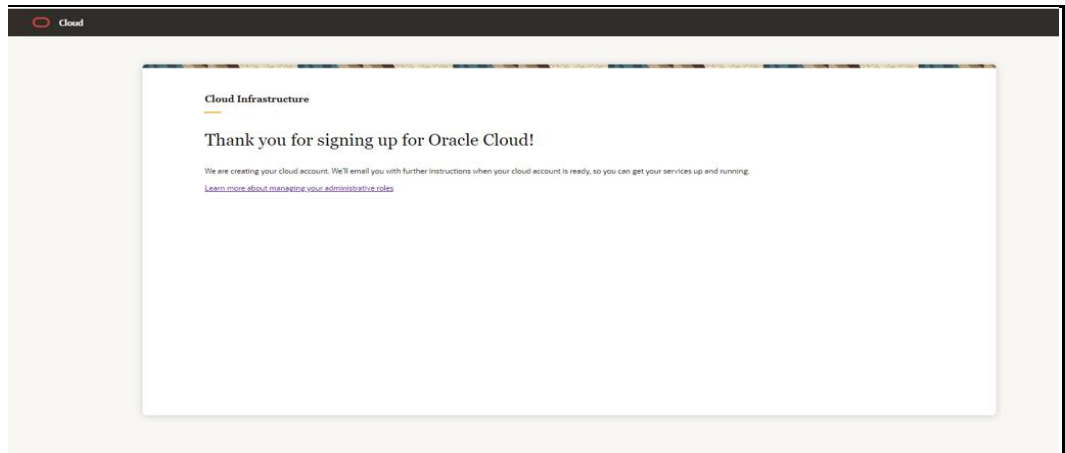 Cloud
Cloud Infrastructure
Thank you for signing up for Oracle Cloud!
We are creating your cloud account. We'll email you with further instructions when your cloud account is ready, so you can get your services up and running.
Learn more about managing your administrative roles